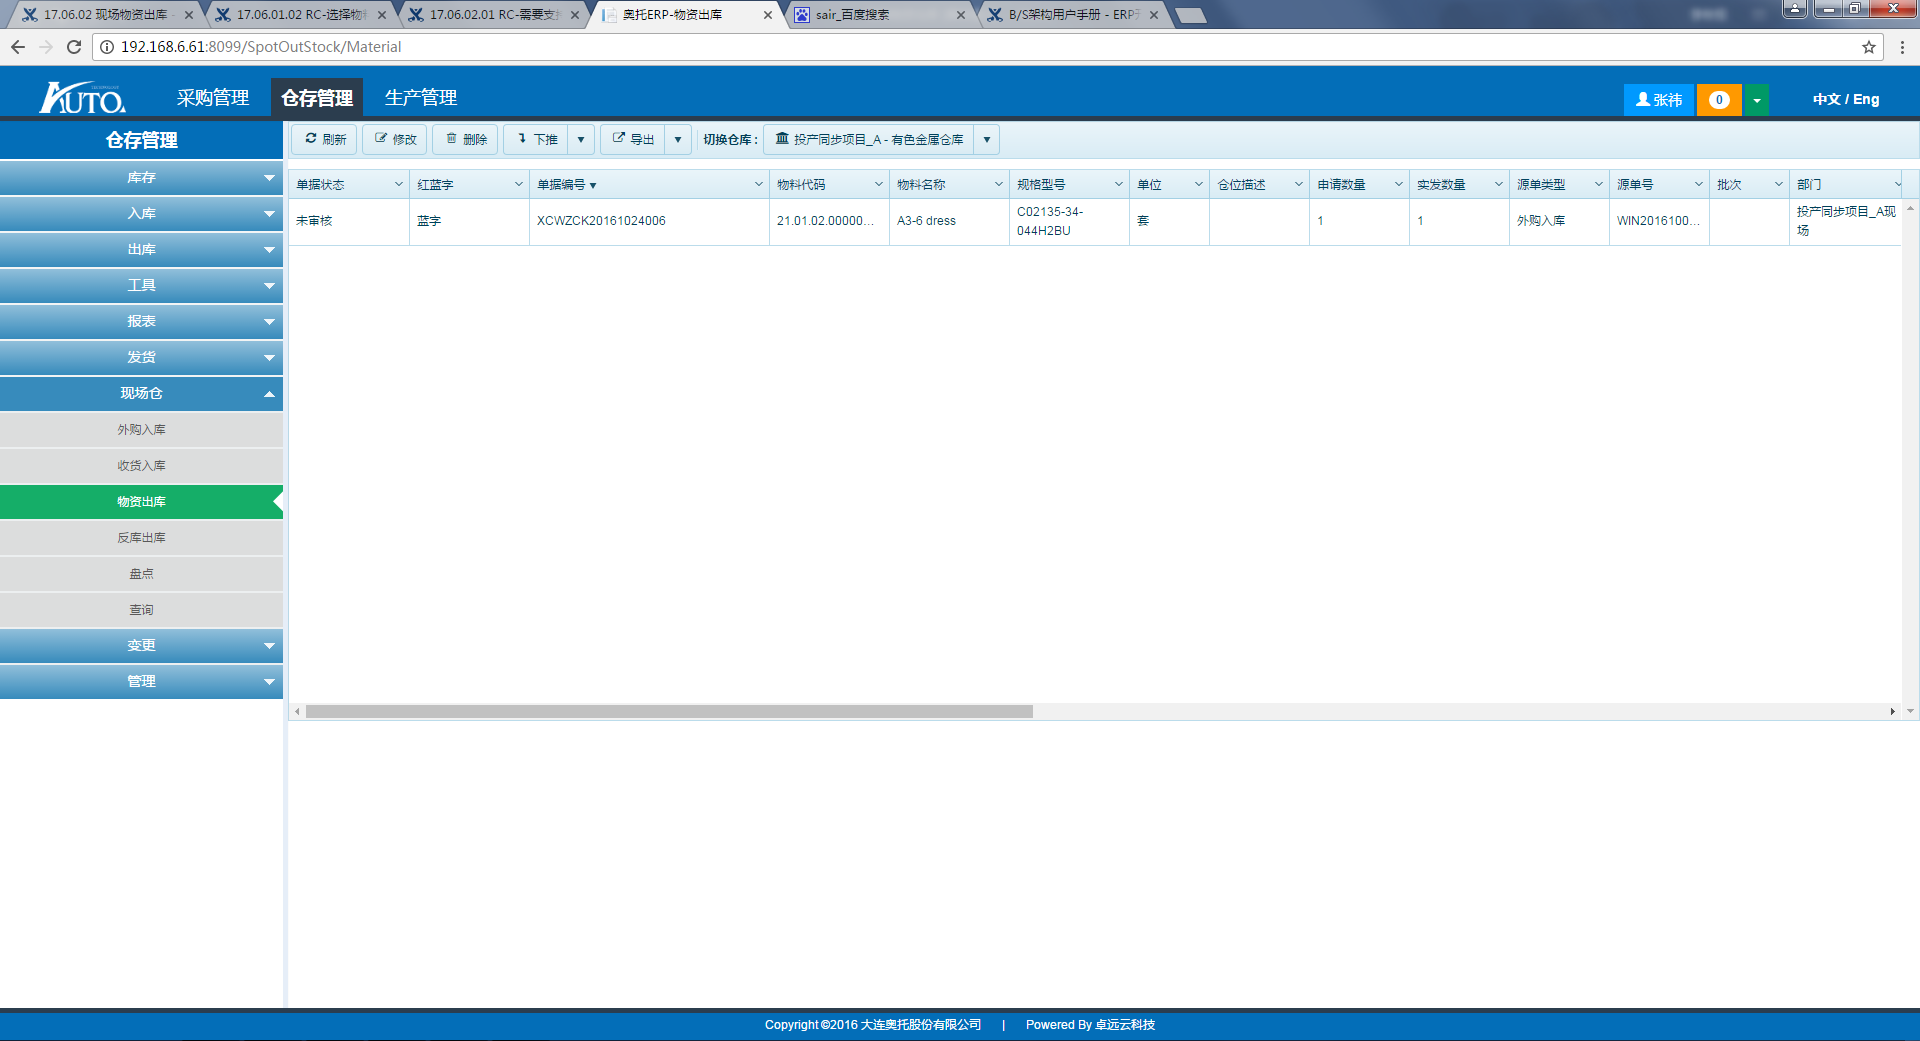 17.06.02 现场物资出库 -
17.06.01.02 RC-选择物
17.06.02.01 RC-需要支
奥托ERP-物资出库
sair_百度搜索
B/S架构用户手册 - ERP
192.168.6.61:8099/SpotOutStock/Material
AUTO
采购管理
仓存管理
生产管理
张祎
0
中文 / Eng
仓存管理
刷新
修改
删除
下推
导出
切换仓库 :
投产同步项目_A - 有色金属仓库
库存
入库
出库
工具
报表
发货
现场仓
外购入库
收货入库
物资出库
反库出库
盘点
查询
变更
管理
单据状态 红蓝字 单据编号 物料代码 物料名称 规格型号 单位 仓位描述 申请数量 实发数量 源单类型 源单号 批次 部门
未审核 蓝字 XCWZCK20161024006 21.01.02.00000... A3-6 dress C02135-34-
044H2BU 套 1 1 外购入库 WIN2016100... 投产同步项目_A现
场
Copyright ©2016 大连奥托股份有限公司 | Powered By 卓远云科技